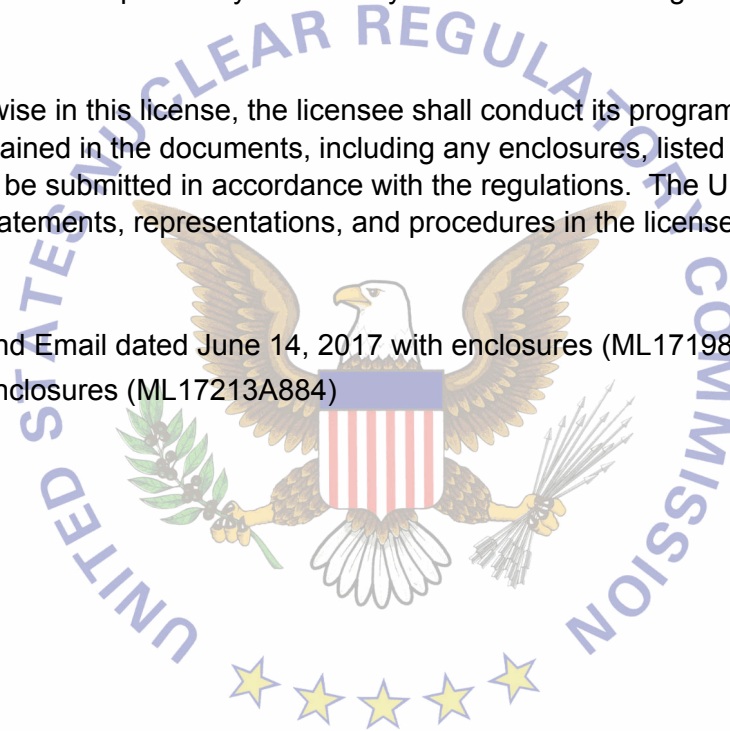 wise in this license, the licensee shall conduct its program
ained in the documents, including any enclosures, listed
be submitted in accordance with the regulations. The U
atements, representations, and procedures in the license
nd Email dated June 14, 2017 with enclosures (ML17198
nclosures (ML17213A884)
UNITED STATES NUCLEAR REGULATORY COMMISSION